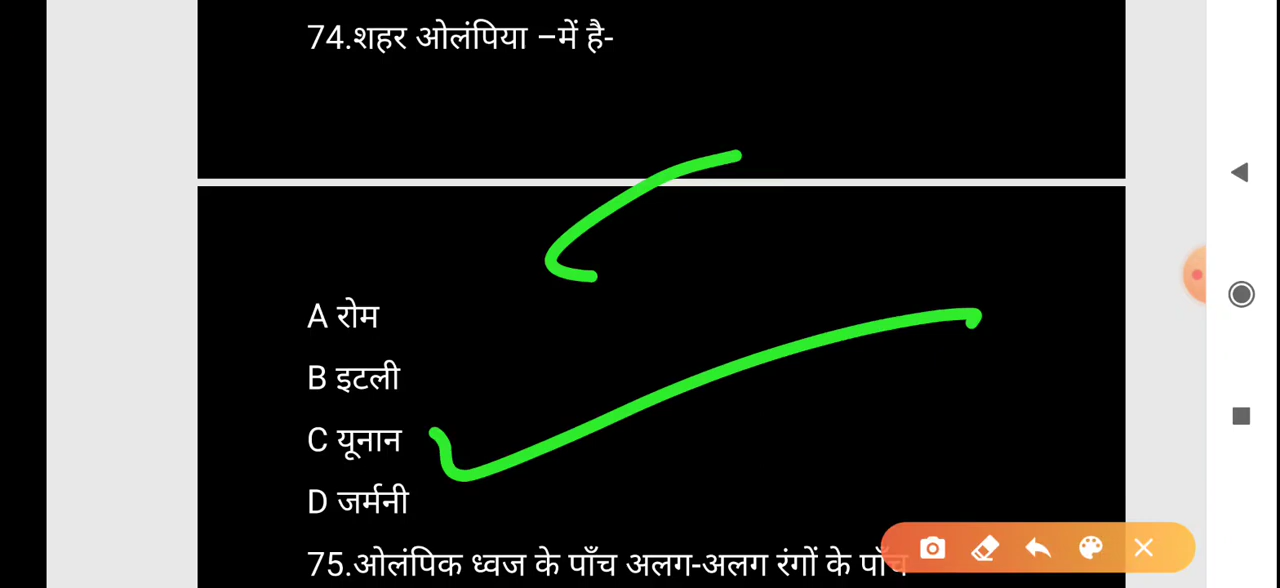 74.शहर ओलंपिया –में है-
A रोम
B इटली
C यूनान
D जर्मनी
75.ओलंपिक ध्वज के पाँच अलग-अलग रंगों के पाँच